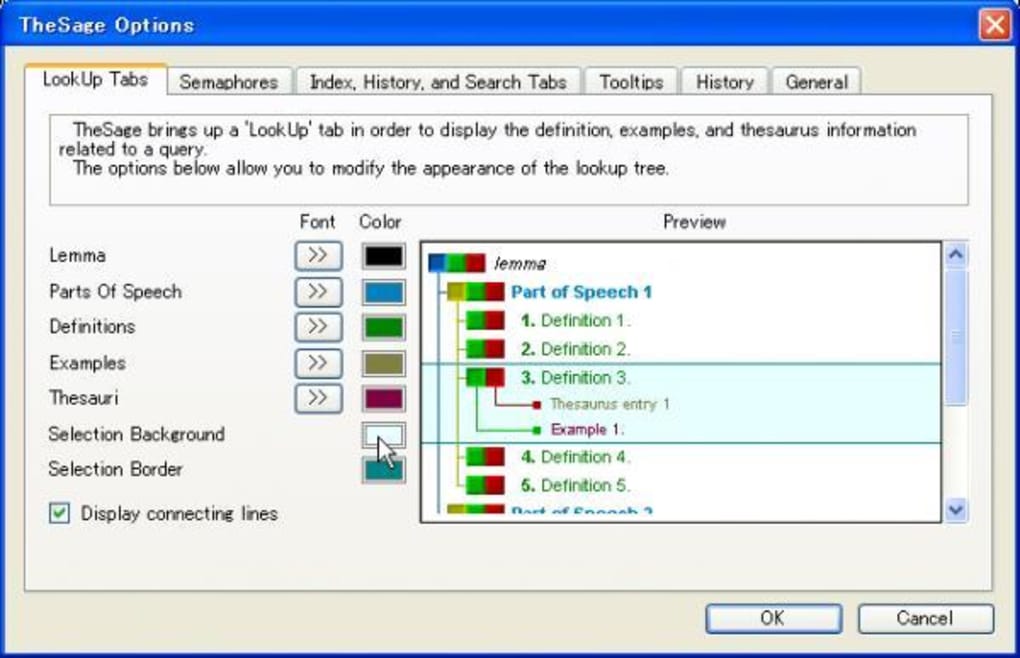 TheSage Options
LookUp Tabs Semaphores Index, History, and Search Tabs Tooltips History General
TheSage brings up a 'LookUp' tab in order to display the definition, examples, and thesaurus information
related to a query.
The options below allow you to modify the appearance of the lookup tree.
Font Color Preview
Lemma >>
Parts Of Speech >>
Definitions >>
Examples >>
Thesauri >>
Selection Background
Selection Border
Display connecting lines
lemma
Part of Speech 1
1. Definition 1.
2. Definition 2.
3. Definition 3.
Thesaurus entry 1
Example 1.
4. Definition 4.
5. Definition 5.
Part of Speech 2
OK Cancel